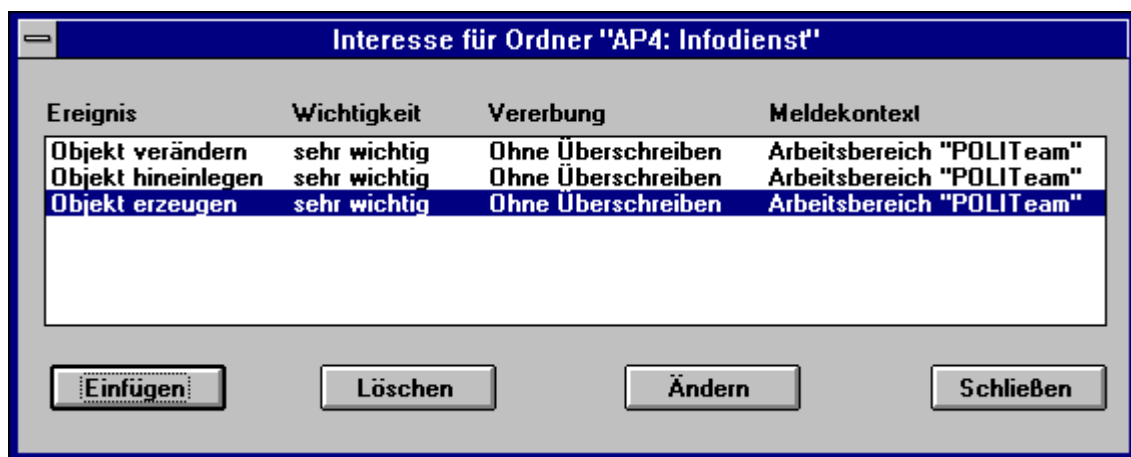 Interesse für Ordner "AP4: Infodienst"
Ereignis Wichtigkeit Vererbung Meldekontext
Objekt verändern sehr wichtig Ohne Überschreiben Arbeitsbereich "POLITeam"
Objekt hineinlegen sehr wichtig Ohne Überschreiben Arbeitsbereich "POLITeam"
Objekt erzeugen sehr wichtig Ohne Überschreiben Arbeitsbereich "POLITeam"
Einfügen Löschen Ändern Schließen